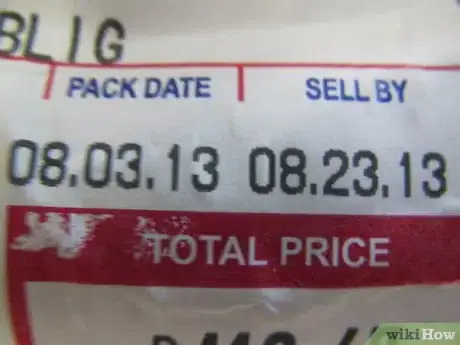 BLIG
PACK DATE SELL BY
08.03.13 08.23.13
TOTAL PRICE
wikiHow